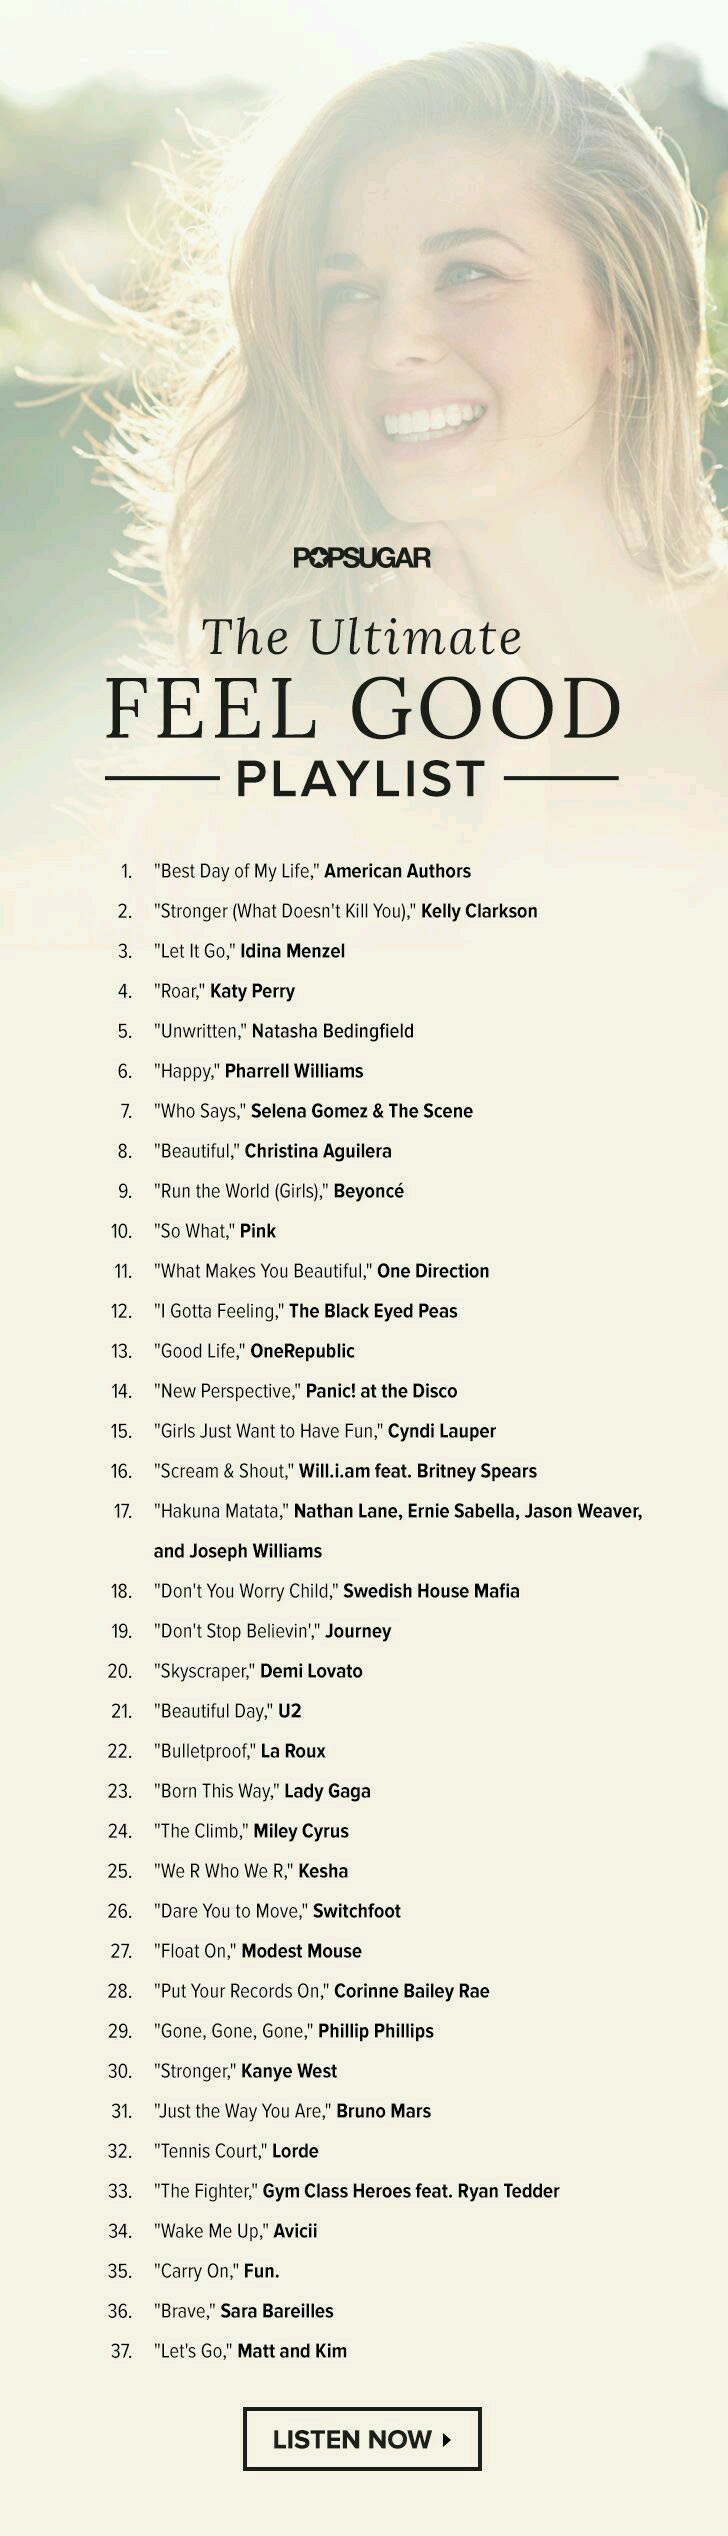 POPSUGAR
The Ultimate
FEEL GOOD
PLAYLIST
1. "Best Day of My Life," American Authors
2. "Stronger (What Doesn't Kill You)," Kelly Clarkson
3. "Let It Go," Idina Menzel
4. "Roar," Katy Perry
5. "Unwritten," Natasha Bedingfield
6. "Happy," Pharrell Williams
7. "Who Says," Selena Gomez & The Scene
8. "Beautiful," Christina Aguilera
9. "Run the World (Girls)," Beyoncé
10. "So What," Pink
11. "What Makes You Beautiful," One Direction
12. "I Gotta Feeling," The Black Eyed Peas
13. "Good Life," OneRepublic
14. "New Perspective," Panic! at the Disco
15. "Girls Just Want to Have Fun," Cyndi Lauper
16. "Scream & Shout," Will.i.am feat. Britney Spears
17. "Hakuna Matata," Nathan Lane, Ernie Sabella, Jason Weaver,
and Joseph Williams
18. "Don't You Worry Child," Swedish House Mafia
19. "Don't Stop Believin'," Journey
20. "Skyscraper," Demi Lovato
21. "Beautiful Day," U2
22. "Bulletproof," La Roux
23. "Born This Way," Lady Gaga
24. "The Climb," Miley Cyrus
25. "We R Who We R," Kesha
26. "Dare You to Move," Switchfoot
27. "Float On," Modest Mouse
28. "Put Your Records On," Corinne Bailey Rae
29. "Gone, Gone, Gone," Phillip Phillips
30. "Stronger," Kanye West
31. "Just the Way You Are," Bruno Mars
32. "Tennis Court," Lorde
33. "The Fighter," Gym Class Heroes feat. Ryan Tedder
34. "Wake Me Up," Avicii
35. "Carry On," Fun.
36. "Brave," Sara Bareilles
37. "Let's Go," Matt and Kim
LISTEN NOW